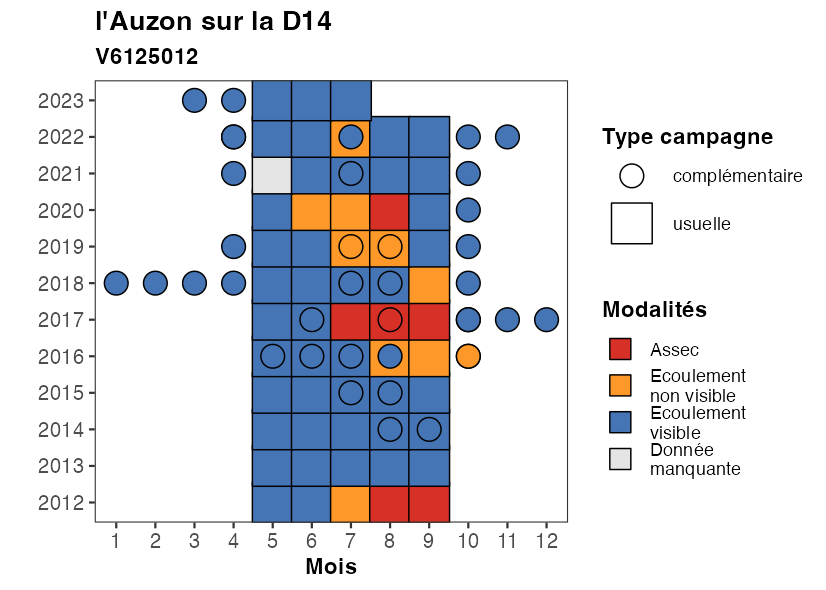 l'Auzon sur la D14
V6125012
2023
2022
2021
2020
2019
2018
2017
2016
2015
2014
2013
2012
1 2 3 4 5 6 7 8 9 10 11 12
Mois
Type campagne
complémentaire
usuelle
Modalités
Assec
Ecoulement
non visible
Ecoulement
visible
Donnée
manquante